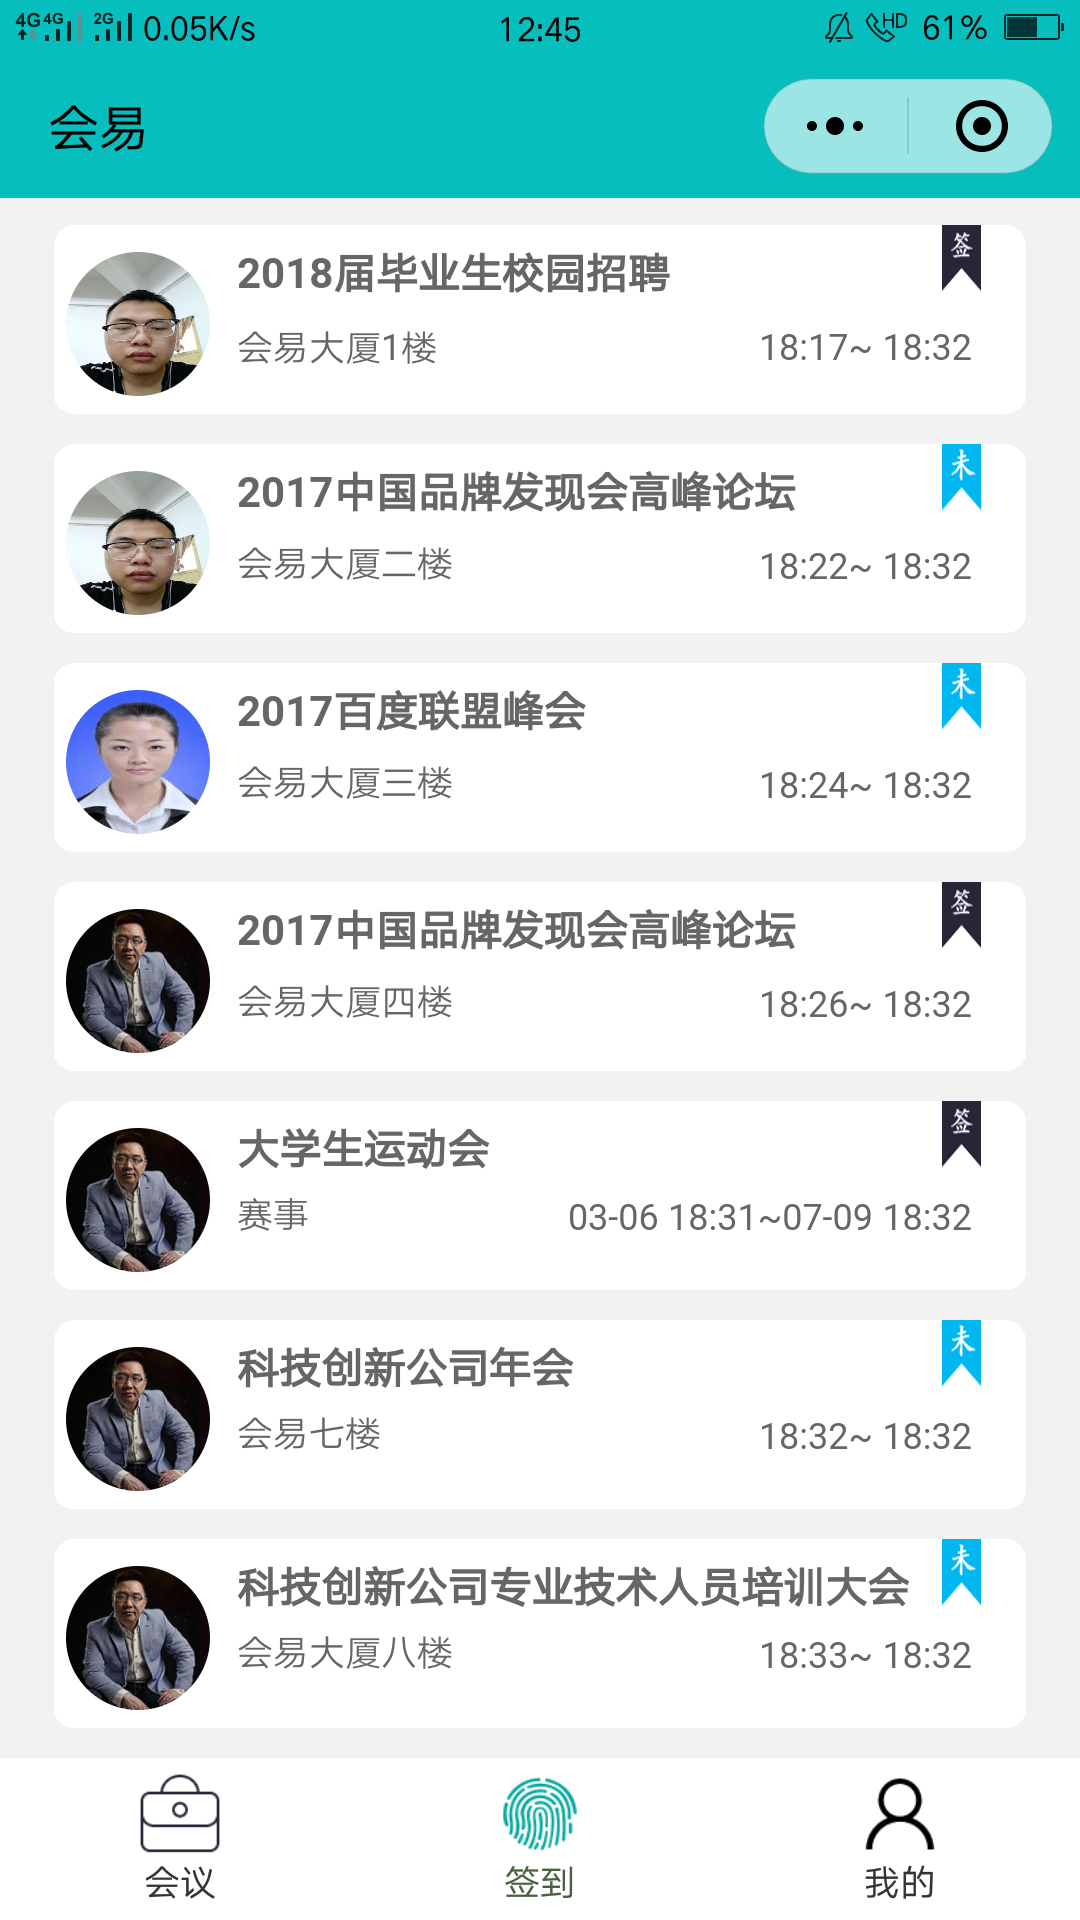 4G 4G 2G 0.05K/s 12:45 HD 61%
会易
2018届毕业生校园招聘 签
会易大厦1楼 18:17~ 18:32
2017中国品牌发现会高峰论坛 未
会易大厦二楼 18:22~ 18:32
2017百度联盟峰会 未
会易大厦三楼 18:24~ 18:32
2017中国品牌发现会高峰论坛 签
会易大厦四楼 18:26~ 18:32
大学生运动会 签
赛事 03-06 18:31~07-09 18:32
科技创新公司年会 未
会易七楼 18:32~ 18:32
科技创新公司专业技术人员培训大会 未
会易大厦八楼 18:33~ 18:32
会议 签到 我的